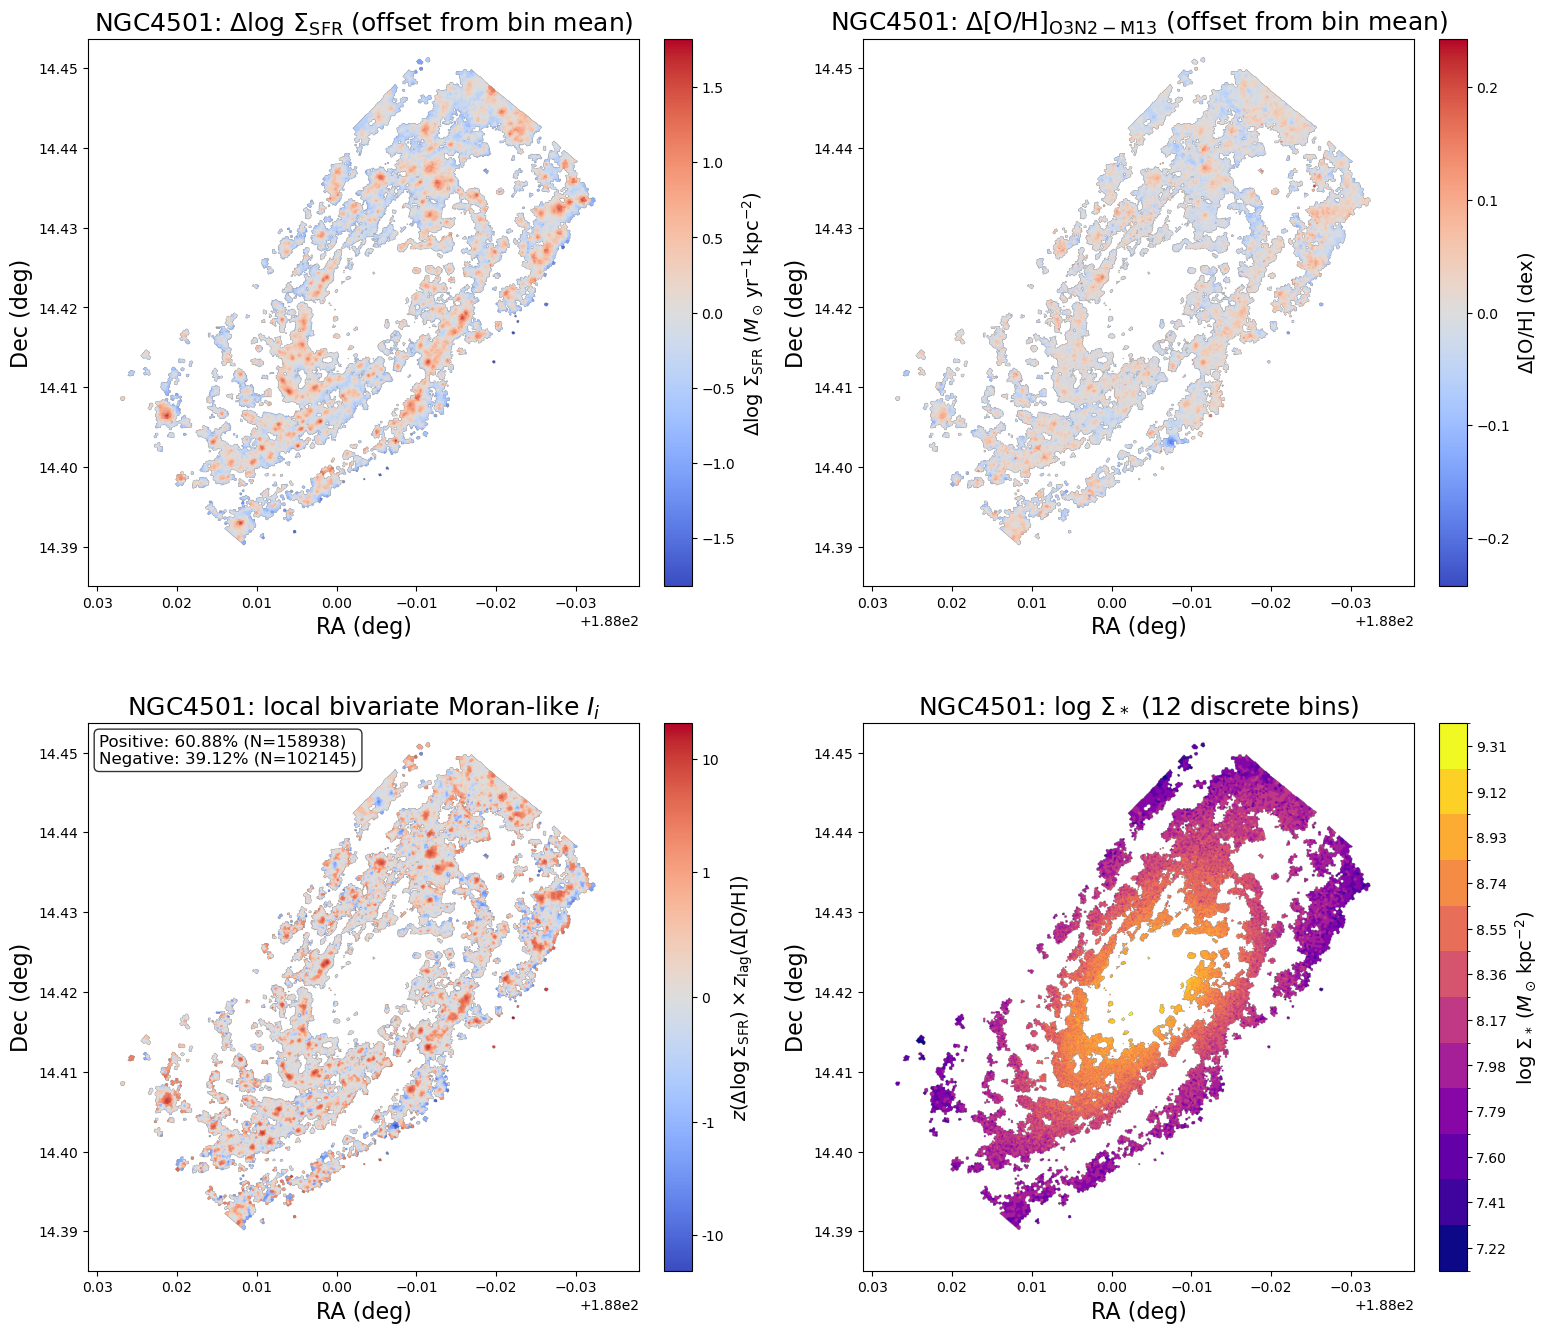 NGC4501: Δlog Σ_SFR (offset from bin mean)
14.45
14.44
14.43
14.42
14.41
14.40
14.39
Dec (deg)
0.03 0.02 0.01 0.00 −0.01 −0.02 −0.03
+1.88e2
RA (deg)
1.5
1.0
0.5
0.0
−0.5
−1.0
−1.5
Δlog Σ_SFR (M_⊙ yr⁻¹ kpc⁻²)
NGC4501: Δ[O/H]_O3N2−M13 (offset from bin mean)
14.45
14.44
14.43
14.42
14.41
14.40
14.39
Dec (deg)
0.03 0.02 0.01 0.00 −0.01 −0.02 −0.03
+1.88e2
RA (deg)
0.2
0.1
0.0
−0.1
−0.2
Δ[O/H] (dex)
NGC4501: local bivariate Moran-like I_i
Positive: 60.88% (N=158938)
Negative: 39.12% (N=102145)
14.45
14.44
14.43
14.42
14.41
14.40
14.39
Dec (deg)
0.03 0.02 0.01 0.00 −0.01 −0.02 −0.03
+1.88e2
RA (deg)
10
1
0
-1
-10
z(Δlog Σ_SFR) × z_lag(Δ[O/H])
NGC4501: log Σ_* (12 discrete bins)
14.45
14.44
14.43
14.42
14.41
14.40
14.39
Dec (deg)
0.03 0.02 0.01 0.00 −0.01 −0.02 −0.03
+1.88e2
RA (deg)
9.31
9.12
8.93
8.74
8.55
8.36
8.17
7.98
7.79
7.60
7.41
7.22
log Σ_* (M_⊙ kpc⁻²)